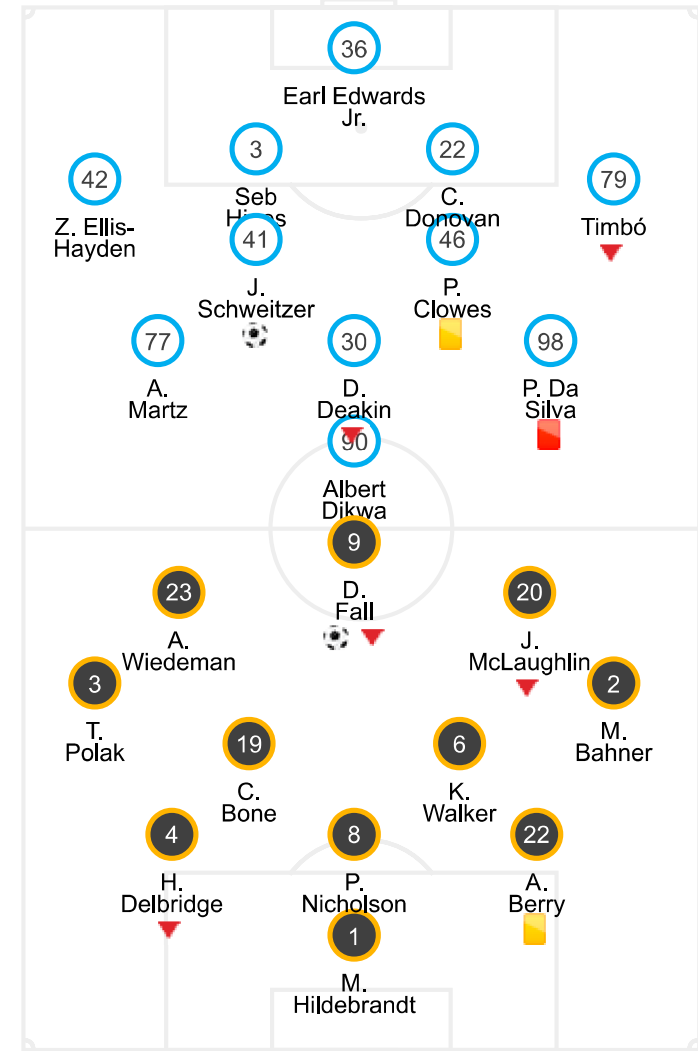 36
Earl Edwards
Jr.
3
22
42
79
Seb
Hines
C.
Donovan
Z. Ellis-
Hayden
Timbó
41
46
J.
Schweitzer
P.
Clowes
77
30
98
A.
Martz
D.
Deakin
P. Da
Silva
90
Albert
Dikwa
9
D.
Fall
23
20
A.
Wiedeman
J.
McLaughlin
3
2
T.
Polak
M.
Bahner
19
6
C.
Bone
K.
Walker
4
8
22
H.
Delbridge
P.
Nicholson
A.
Berry
1
M.
Hildebrandt